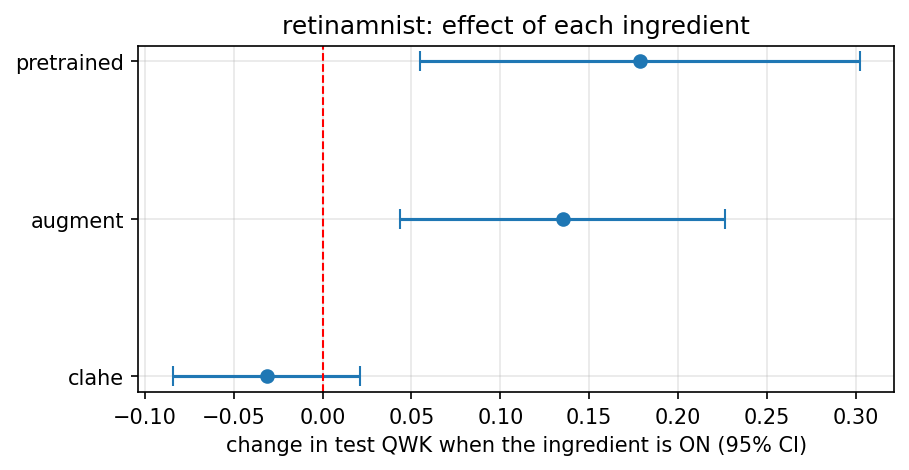 retinamnist: effect of each ingredient
pretrained
augment
clahe
−0.10 −0.05 0.00 0.05 0.10 0.15 0.20 0.25 0.30
change in test QWK when the ingredient is ON (95% CI)